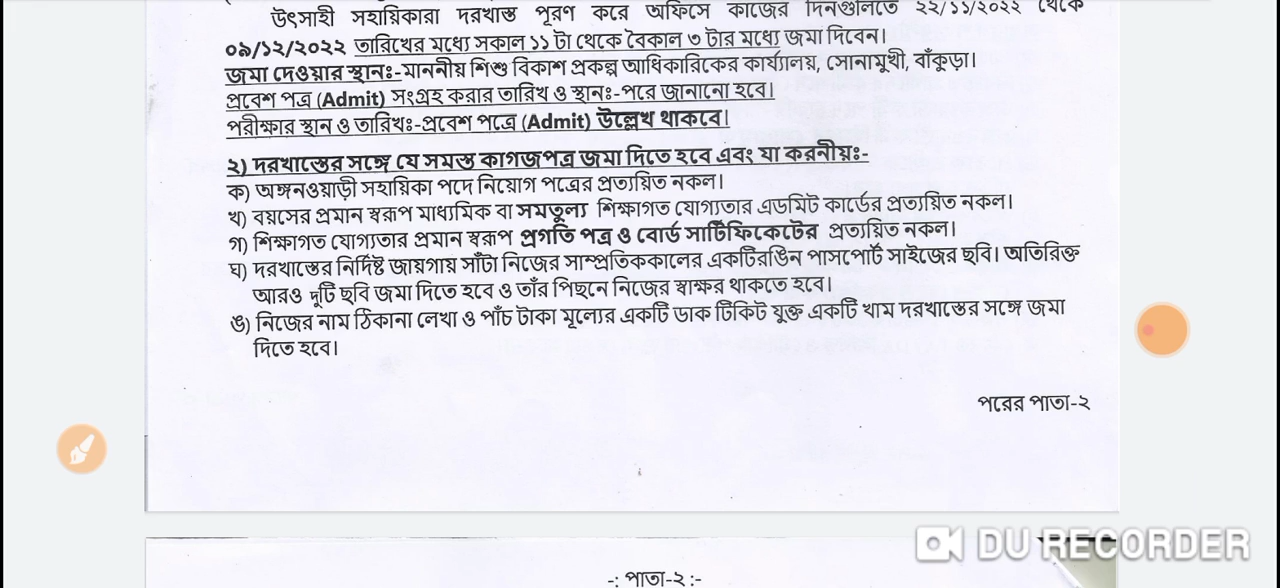 উৎসাহী সহায়িকারা দরখাস্ত পূরণ করে অফিসে কাজের দিনগুলিতে ২২/১১/২০২২ থেকে
০৯/১২/২০২২ তারিখের মধ্যে সকাল ১১ টা থেকে বৈকাল ৩ টার মধ্যে জমা দিবেন।
জমা দেওয়ার স্থানঃ-মাননীয় শিশু বিকাশ প্রকল্প আধিকারিকের কার্য্যালয়, সোনামুখী, বাঁকুড়া।
প্রবেশ পত্র (Admit) সংগ্রহ করার তারিখ ও স্থানঃ-পরে জানানো হবে।
পরীক্ষার স্থান ও তারিখঃ-প্রবেশ পত্রে (Admit) উল্লেখ থাকবে।
২) দরখাস্তের সঙ্গে যে সমস্ত কাগজপত্র জমা দিতে হবে এবং যা করনীয়ঃ-
ক) অঙ্গনওয়াড়ী সহায়িকা পদে নিয়োগ পত্রের প্রত্যয়িত নকল।
খ) বয়সের প্রমান স্বরূপ মাধ্যমিক বা সমতুল্য শিক্ষাগত যোগ্যতার এডমিট কার্ডের প্রত্যয়িত নকল।
গ) শিক্ষাগত যোগ্যতার প্রমান স্বরূপ প্রগতি পত্র ও বোর্ড সার্টিফিকেটের প্রত্যয়িত নকল।
ঘ) দরখাস্তের নির্দিষ্ট জায়গায় সাঁটা নিজের সাম্প্রতিককালের একটিরঙিন পাসপোর্ট সাইজের ছবি। অতিরিক্ত
আরও দুটি ছবি জমা দিতে হবে ও তাঁর পিছনে নিজের স্বাক্ষর থাকতে হবে।
ঙ) নিজের নাম ঠিকানা লেখা ও পাঁচ টাকা মূল্যের একটি ডাক টিকিট যুক্ত একটি খাম দরখাস্তের সঙ্গে জমা
দিতে হবে।
পরের পাতা-২
DU RECORDER
-: পাতা-২ :-